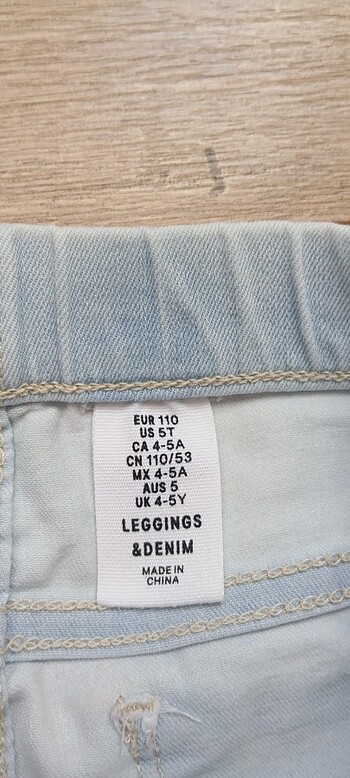 EUR 110
US 5T
CA 4-5A
CN 110/53
MX 4-5A
AUS 5
UK 4-5Y
LEGGINGS
&DENIM
MADE IN
CHINA